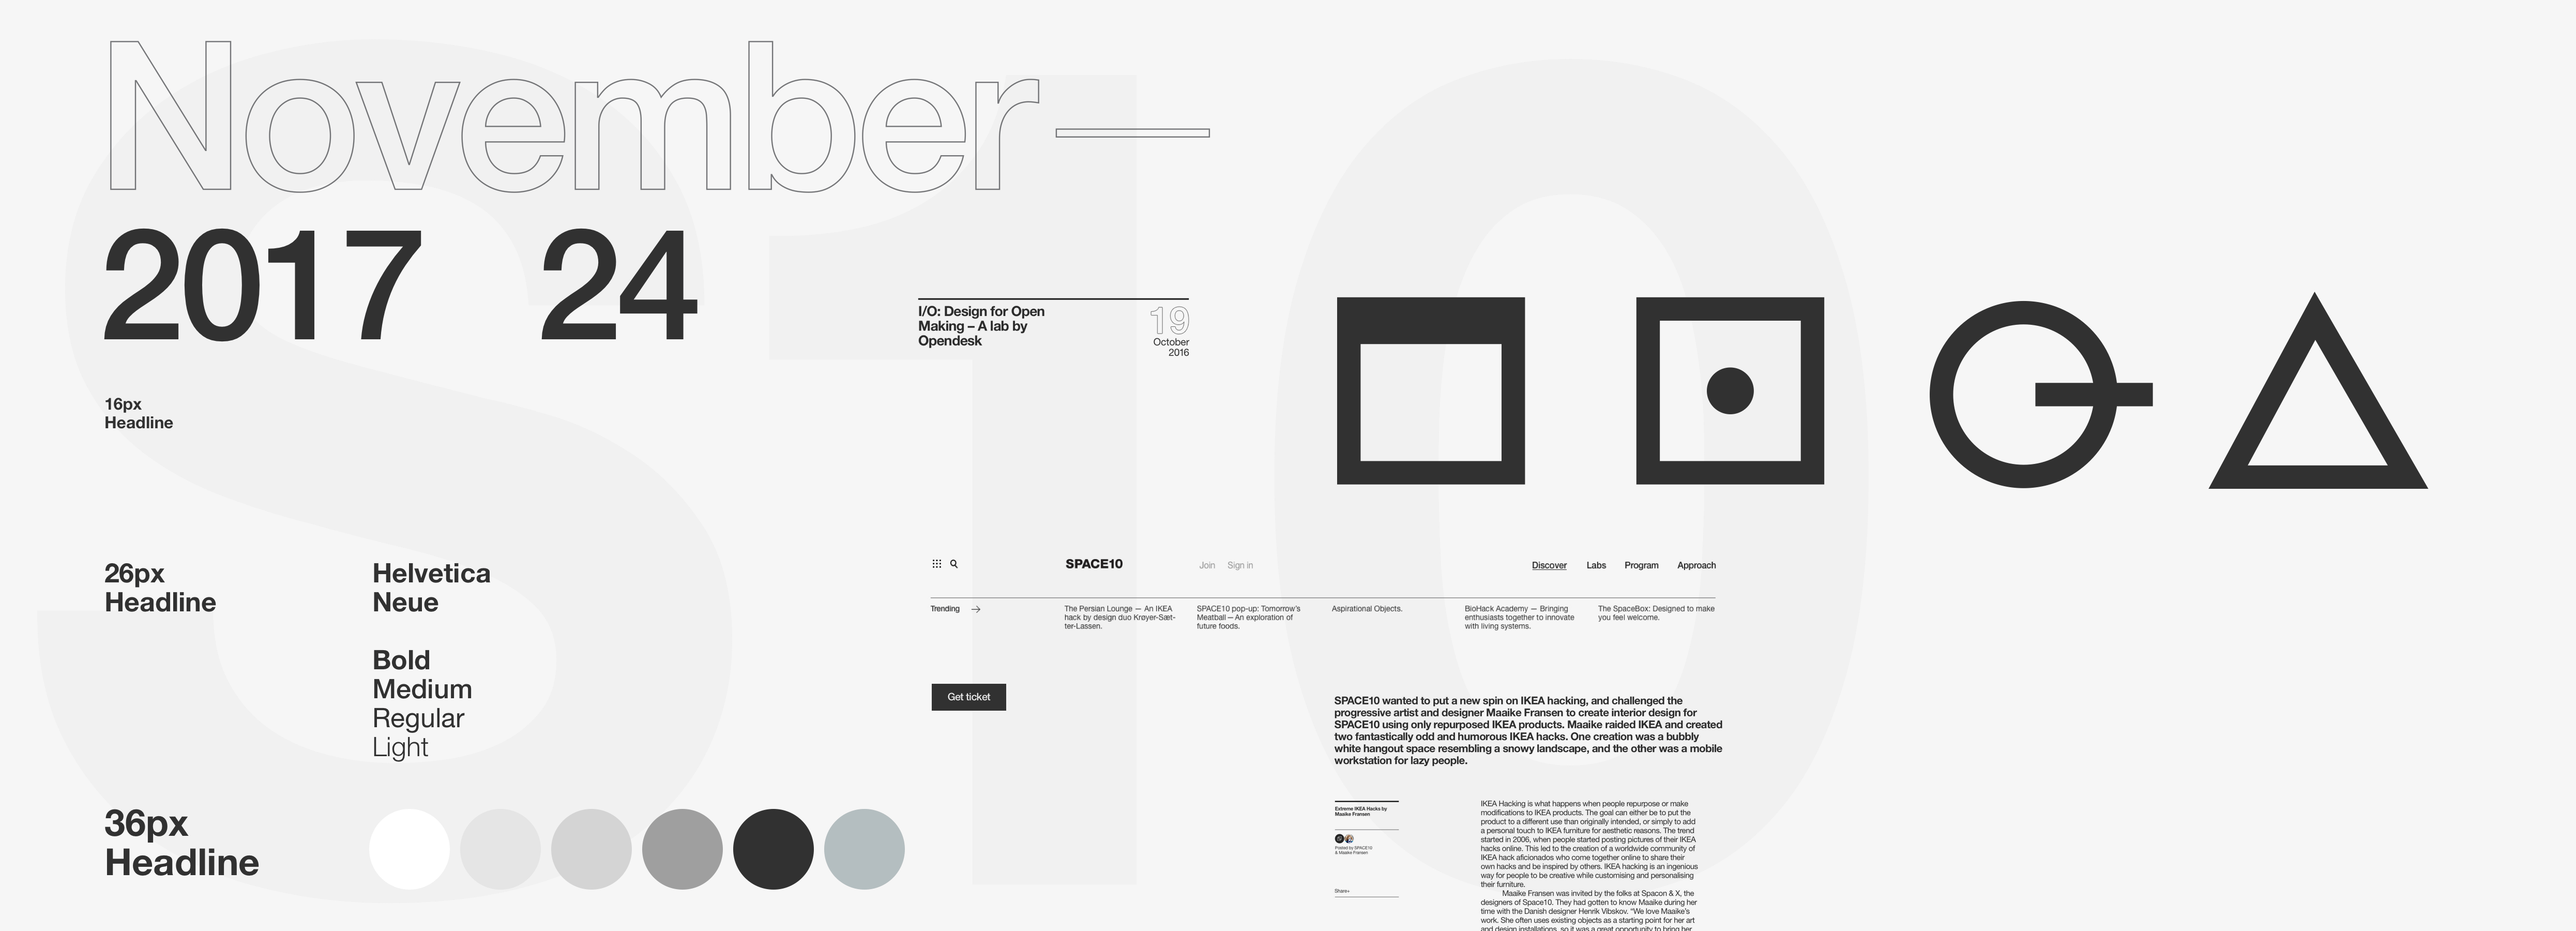 November—
2017 24
I/O: Design for Open
Making – A lab by
Opendesk
19
October
2016
16px
Headline
26px
Headline
Helvetica
Neue
Bold
Medium
Regular
Light
36px
Headline
S10
SPACE10
Join Sign in
Discover Labs Program Approach
Trending →
The Persian Lounge — An IKEA
hack by design duo Krøyer-Sæt-
ter-Lassen.
SPACE10 pop-up: Tomorrow's
Meatball — An exploration of
future foods.
Aspirational Objects.
BioHack Academy — Bringing
enthusiasts together to innovate
with living systems.
The SpaceBox: Designed to make
you feel welcome.
Get ticket
SPACE10 wanted to put a new spin on IKEA hacking, and challenged the
progressive artist and designer Maaike Fransen to create interior design for
SPACE10 using only repurposed IKEA products. Maaike raided IKEA and created
two fantastically odd and humorous IKEA hacks. One creation was a bubbly
white hangout space resembling a snowy landscape, and the other was a mobile
workstation for lazy people.
Extreme IKEA Hacks by
Maaike Fransen
Posted by SPACE10
& Maaike Fransen
Share+
IKEA Hacking is what happens when people repurpose or make
modifications to IKEA products. The goal can either be to put the
product to a different use than originally intended, or simply to add
a personal touch to IKEA furniture for aesthetic reasons. The trend
started in 2006, when people started posting pictures of their IKEA
hacks online. This led to the creation of a worldwide community of
IKEA hack aficionados who come together online to share their
own hacks and be inspired by others. IKEA hacking is an ingenious
way for people to be creative while customising and personalising
their furniture.
Maaike Fransen was invited by the folks at Spacon & X, the
designers of Space10. They had gotten to know Maaike during her
time with the Danish designer Henrik Vibskov. “We love Maaike's
work. She often uses existing objects as a starting point for her art
and design installations, so it was a great opportunity to bring her